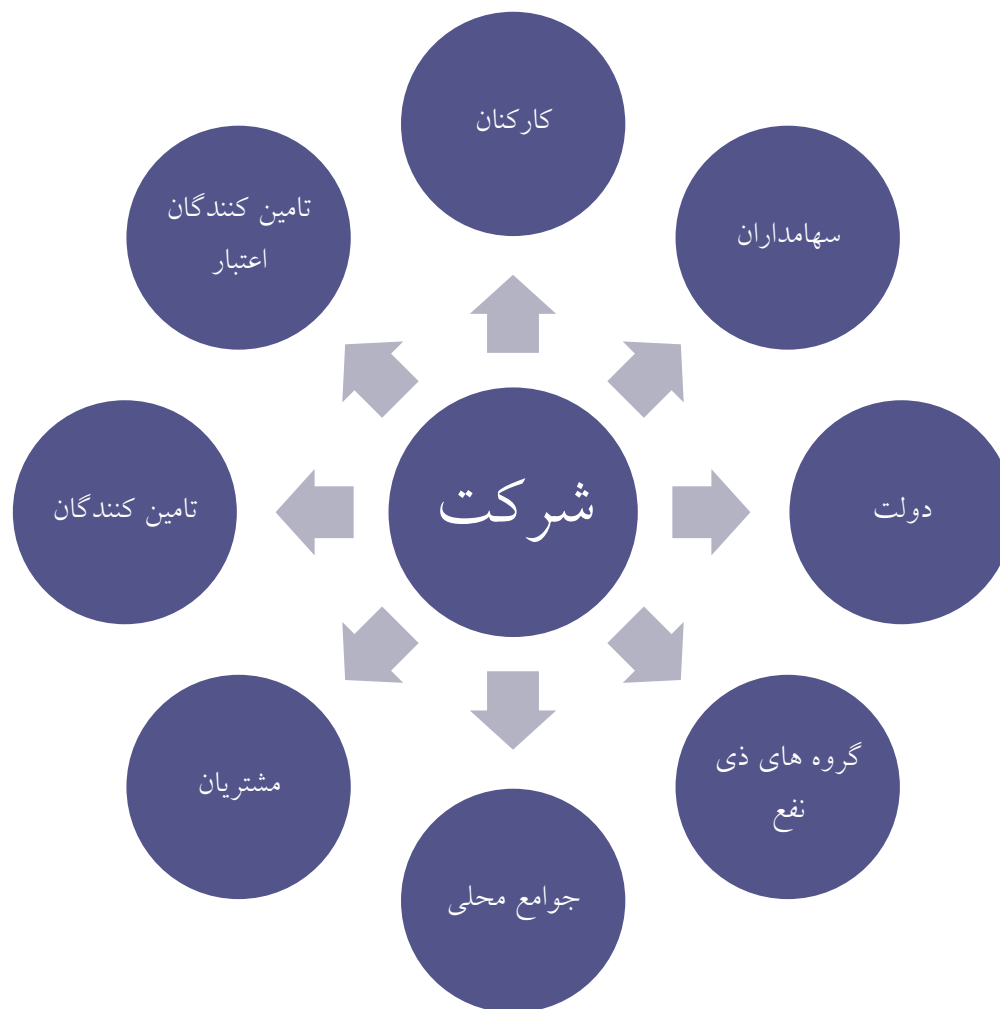 کارکنان
سهامداران
تامین کنندگان
اعتبار
شرکت
دولت
تامین کنندگان
گروه های ذی
نفع
مشتریان
جوامع محلی